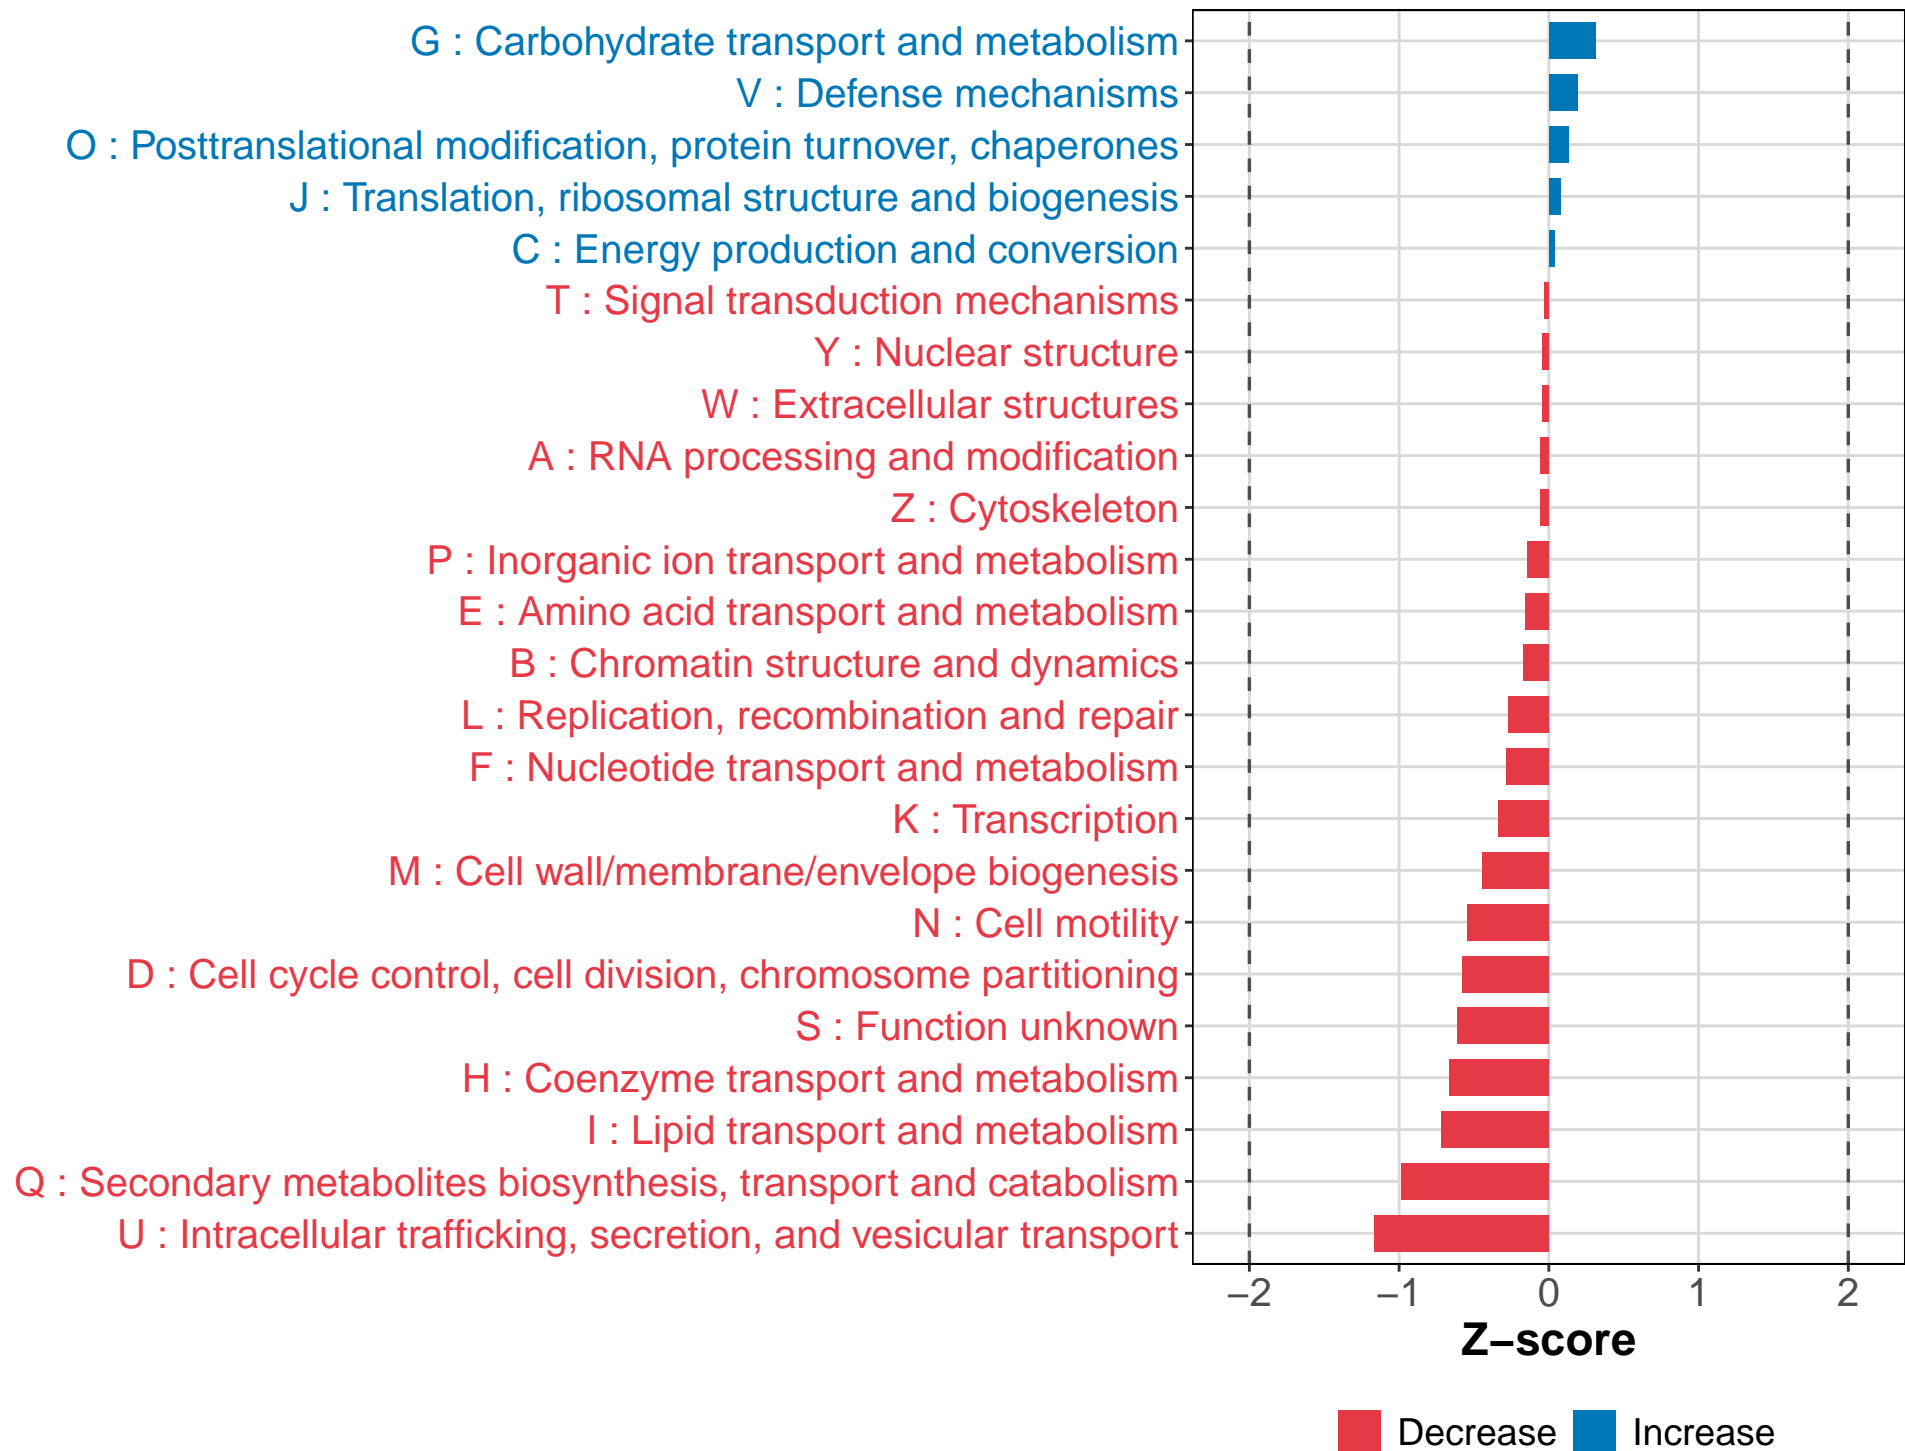 G : Carbohydrate transport and metabolism
V : Defense mechanisms
O : Posttranslational modification, protein turnover, chaperones
J : Translation, ribosomal structure and biogenesis
C : Energy production and conversion
T : Signal transduction mechanisms
Y : Nuclear structure
W : Extracellular structures
A : RNA processing and modification
Z : Cytoskeleton
P : Inorganic ion transport and metabolism
E : Amino acid transport and metabolism
B : Chromatin structure and dynamics
L : Replication, recombination and repair
F : Nucleotide transport and metabolism
K : Transcription
M : Cell wall/membrane/envelope biogenesis
N : Cell motility
D : Cell cycle control, cell division, chromosome partitioning
S : Function unknown
H : Coenzyme transport and metabolism
I : Lipid transport and metabolism
Q : Secondary metabolites biosynthesis, transport and catabolism
U : Intracellular trafficking, secretion, and vesicular transport
−2 −1 0 1 2
Z−score
Decrease Increase